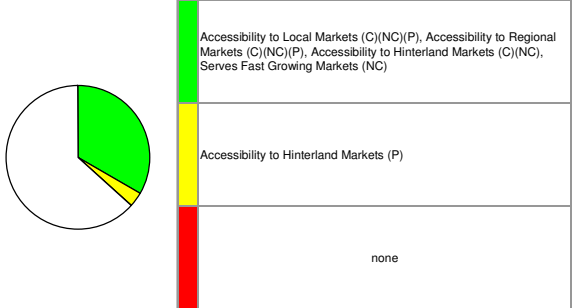 Accessibility to Local Markets (C)(NC)(P), Accessibility to Regional
Markets (C)(NC)(P), Accessibility to Hinterland Markets (C)(NC),
Serves Fast Growing Markets (NC)
Accessibility to Hinterland Markets (P)
none